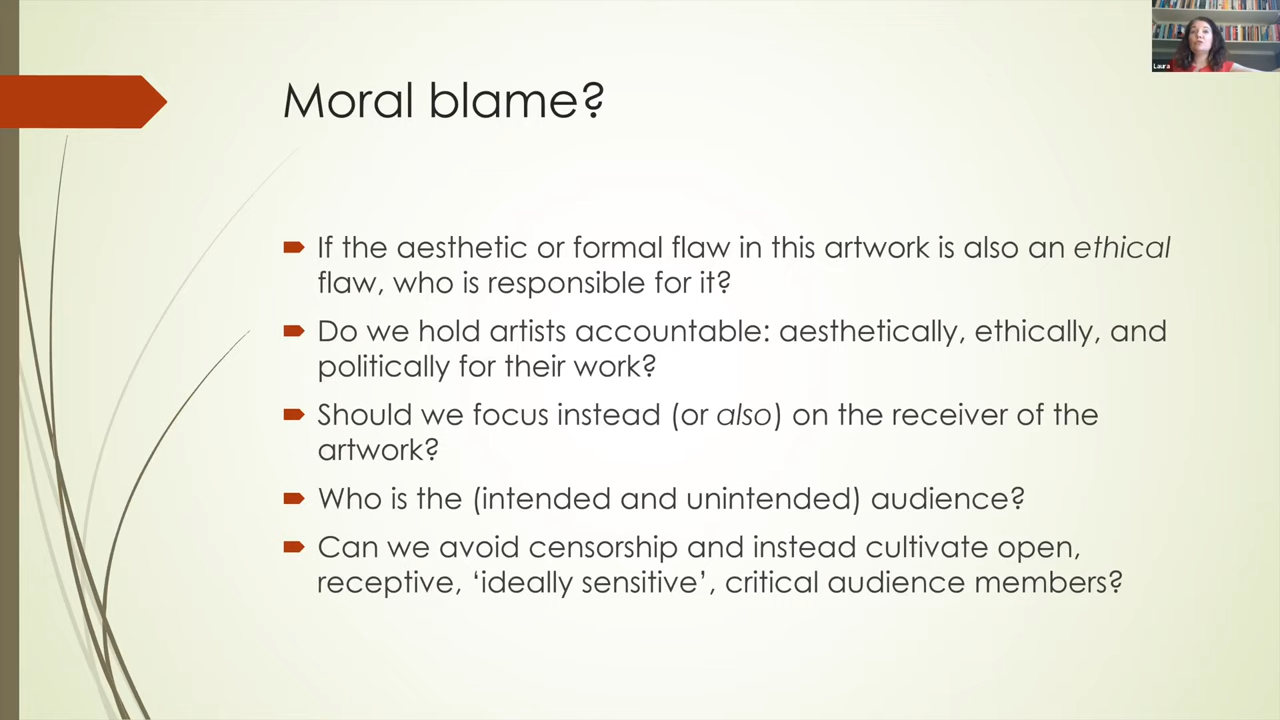 Laura
Moral blame?
If the aesthetic or formal flaw in this artwork is also an ethical
flaw, who is responsible for it?
Do we hold artists accountable: aesthetically, ethically, and
politically for their work?
Should we focus instead (or also) on the receiver of the
artwork?
Who is the (intended and unintended) audience?
Can we avoid censorship and instead cultivate open,
receptive, ‘ideally sensitive’, critical audience members?